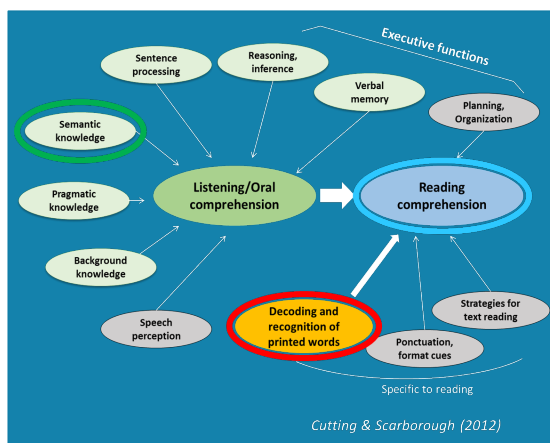 Executive functions
Sentence
processing
Reasoning,
inference
Verbal
memory
Planning,
Organization
Semantic
knowledge
Pragmatic
knowledge
Listening/Oral
comprehension
Reading
comprehension
Background
knowledge
Speech
perception
Decoding and
recognition of
printed words
Strategies for
text reading
Ponctuation,
format cues
Specific to reading
Cutting & Scarborough (2012)